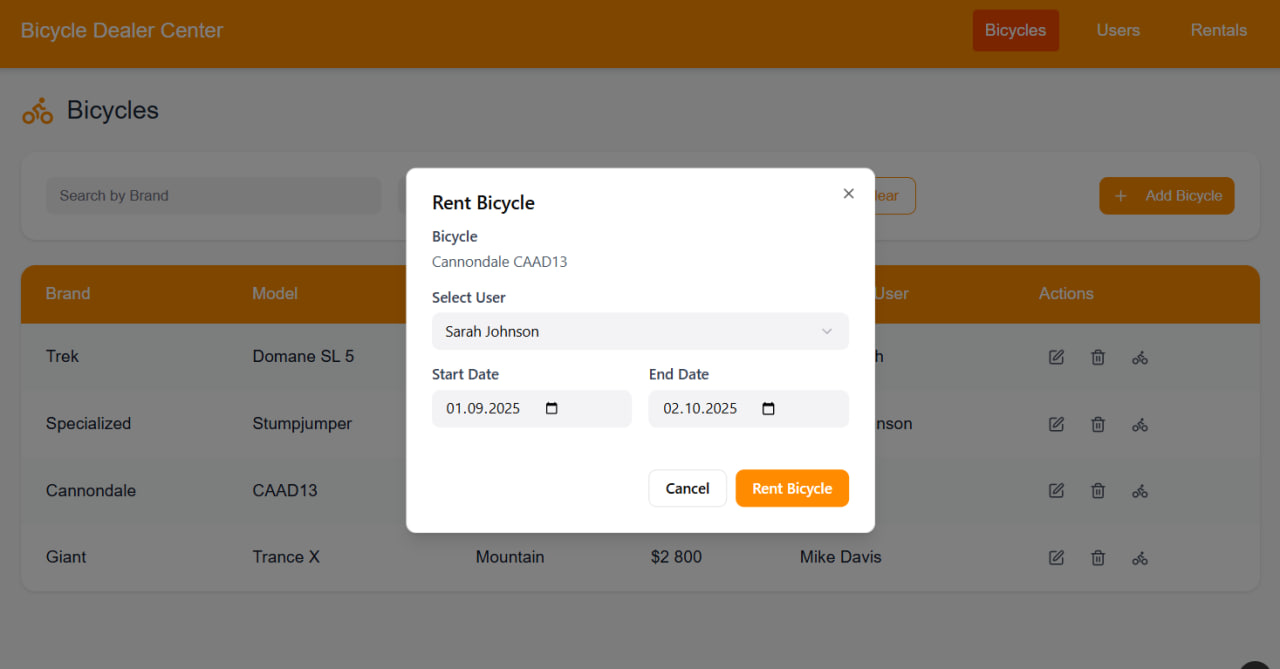 Bicycle Dealer Center
Bicycles Users Rentals
Bicycles
Search by Brand
Add Bicycle
Rent Bicycle
Bicycle
Cannondale CAAD13
Select User
Sarah Johnson
Start Date End Date
01.09.2025 02.10.2025
Cancel Rent Bicycle
Brand Model User Actions
Trek Domane SL 5
Specialized Stumpjumper
Cannondale CAAD13
Giant Trance X Mountain $2 800 Mike Davis